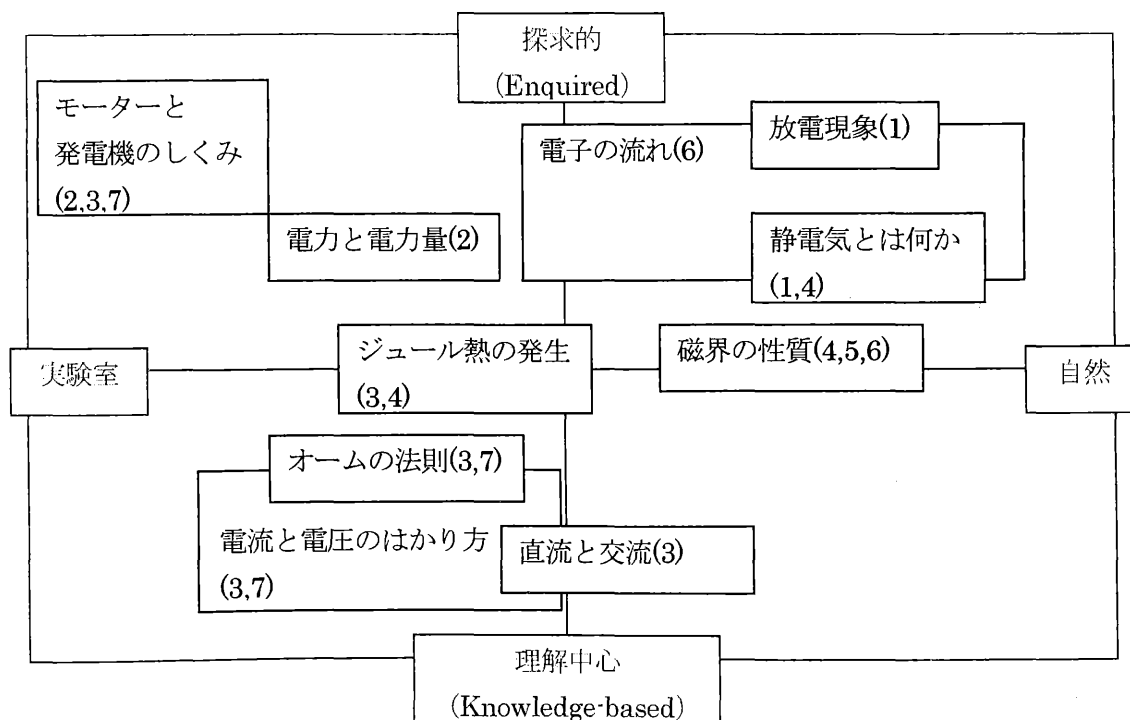 探求的
(Enquired)
モーターと
発電機のしくみ
(2,3,7)
電子の流れ(6)
放電現象(1)
電力と電力量(2)
静電気とは何か
(1,4)
実験室
ジュール熱の発生
(3,4)
磁界の性質(4,5,6)
自然
オームの法則(3,7)
電流と電圧のはかり方
(3,7)
直流と交流(3)
理解中心
(Knowledge-based)